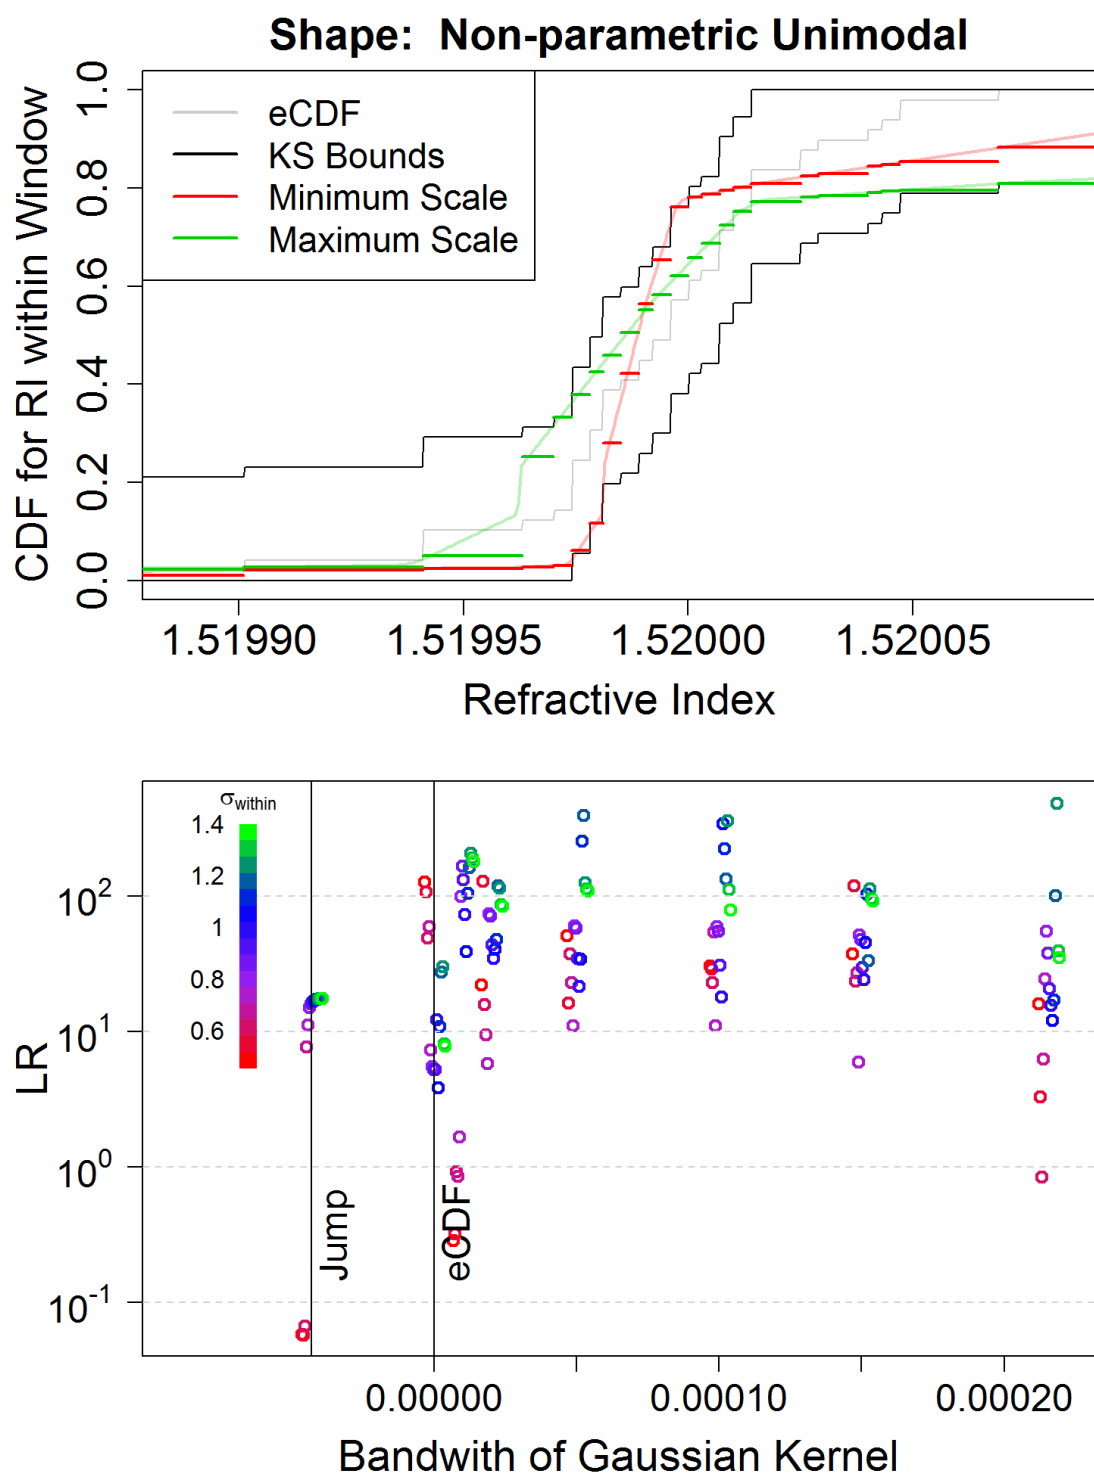 Shape: Non-parametric Unimodal
CDF for RI within Window
1.0
0.8
0.6
0.4
0.2
0.0
eCDF
KS Bounds
Minimum Scale
Maximum Scale
1.51990 1.51995 1.52000 1.52005
Refractive Index
LR
10^2
10^1
10^0
10^-1
σwithin
1.4
1.2
1
0.8
0.6
Jump
eCDF
0.00000 0.00010 0.00020
Bandwith of Gaussian Kernel